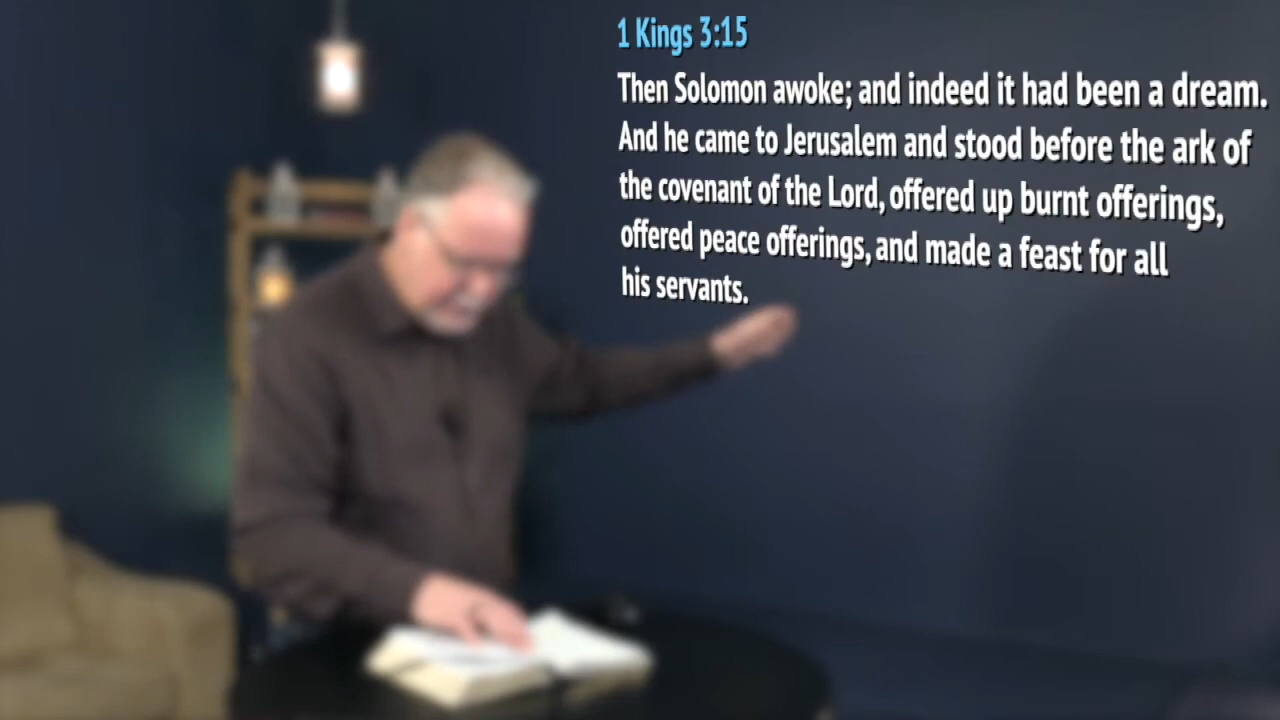 1 Kings 3:15
Then Solomon awoke; and indeed it had been a dream.
And he came to Jerusalem and stood before the ark of
the covenant of the Lord, offered up burnt offerings,
offered peace offerings, and made a feast for all
his servants.